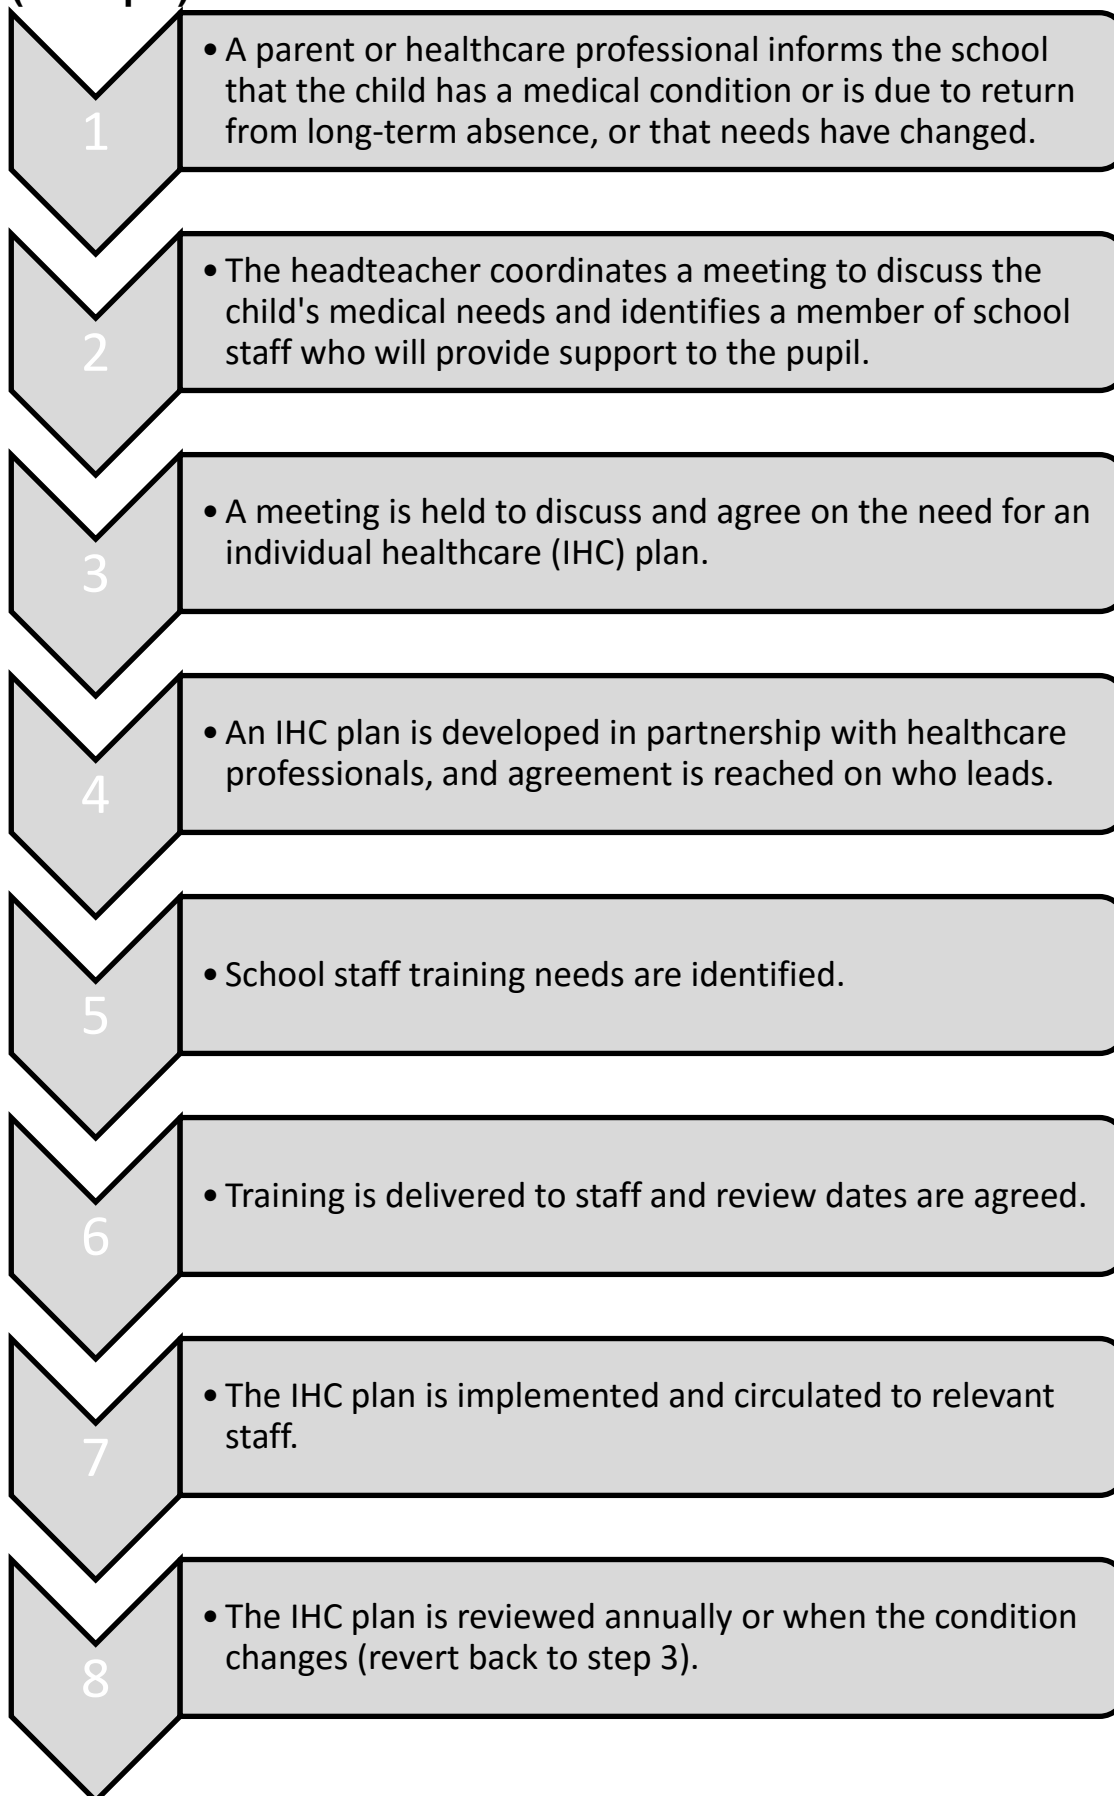 1
• A parent or healthcare professional informs the school
that the child has a medical condition or is due to return
from long-term absence, or that needs have changed.
2
• The headteacher coordinates a meeting to discuss the
child's medical needs and identifies a member of school
staff who will provide support to the pupil.
3
• A meeting is held to discuss and agree on the need for an
individual healthcare (IHC) plan.
4
• An IHC plan is developed in partnership with healthcare
professionals, and agreement is reached on who leads.
5
• School staff training needs are identified.
6
• Training is delivered to staff and review dates are agreed.
7
• The IHC plan is implemented and circulated to relevant
staff.
8
• The IHC plan is reviewed annually or when the condition
changes (revert back to step 3).